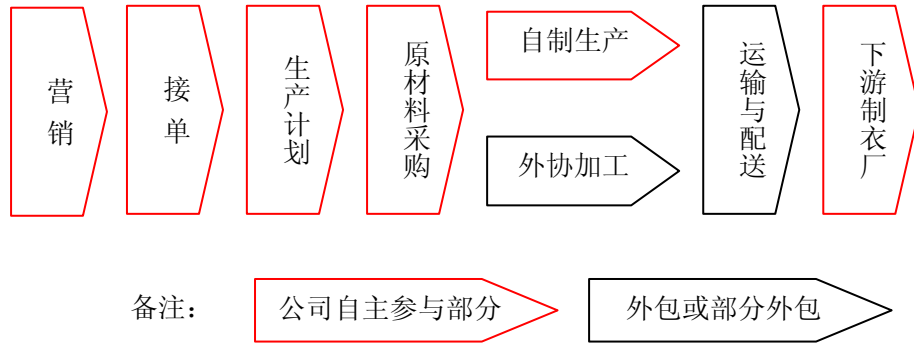 营销
接单
生产计划
原材料采购
自制生产
外协加工
运输与配送
下游制衣厂
备注：
公司自主参与部分
外包或部分外包